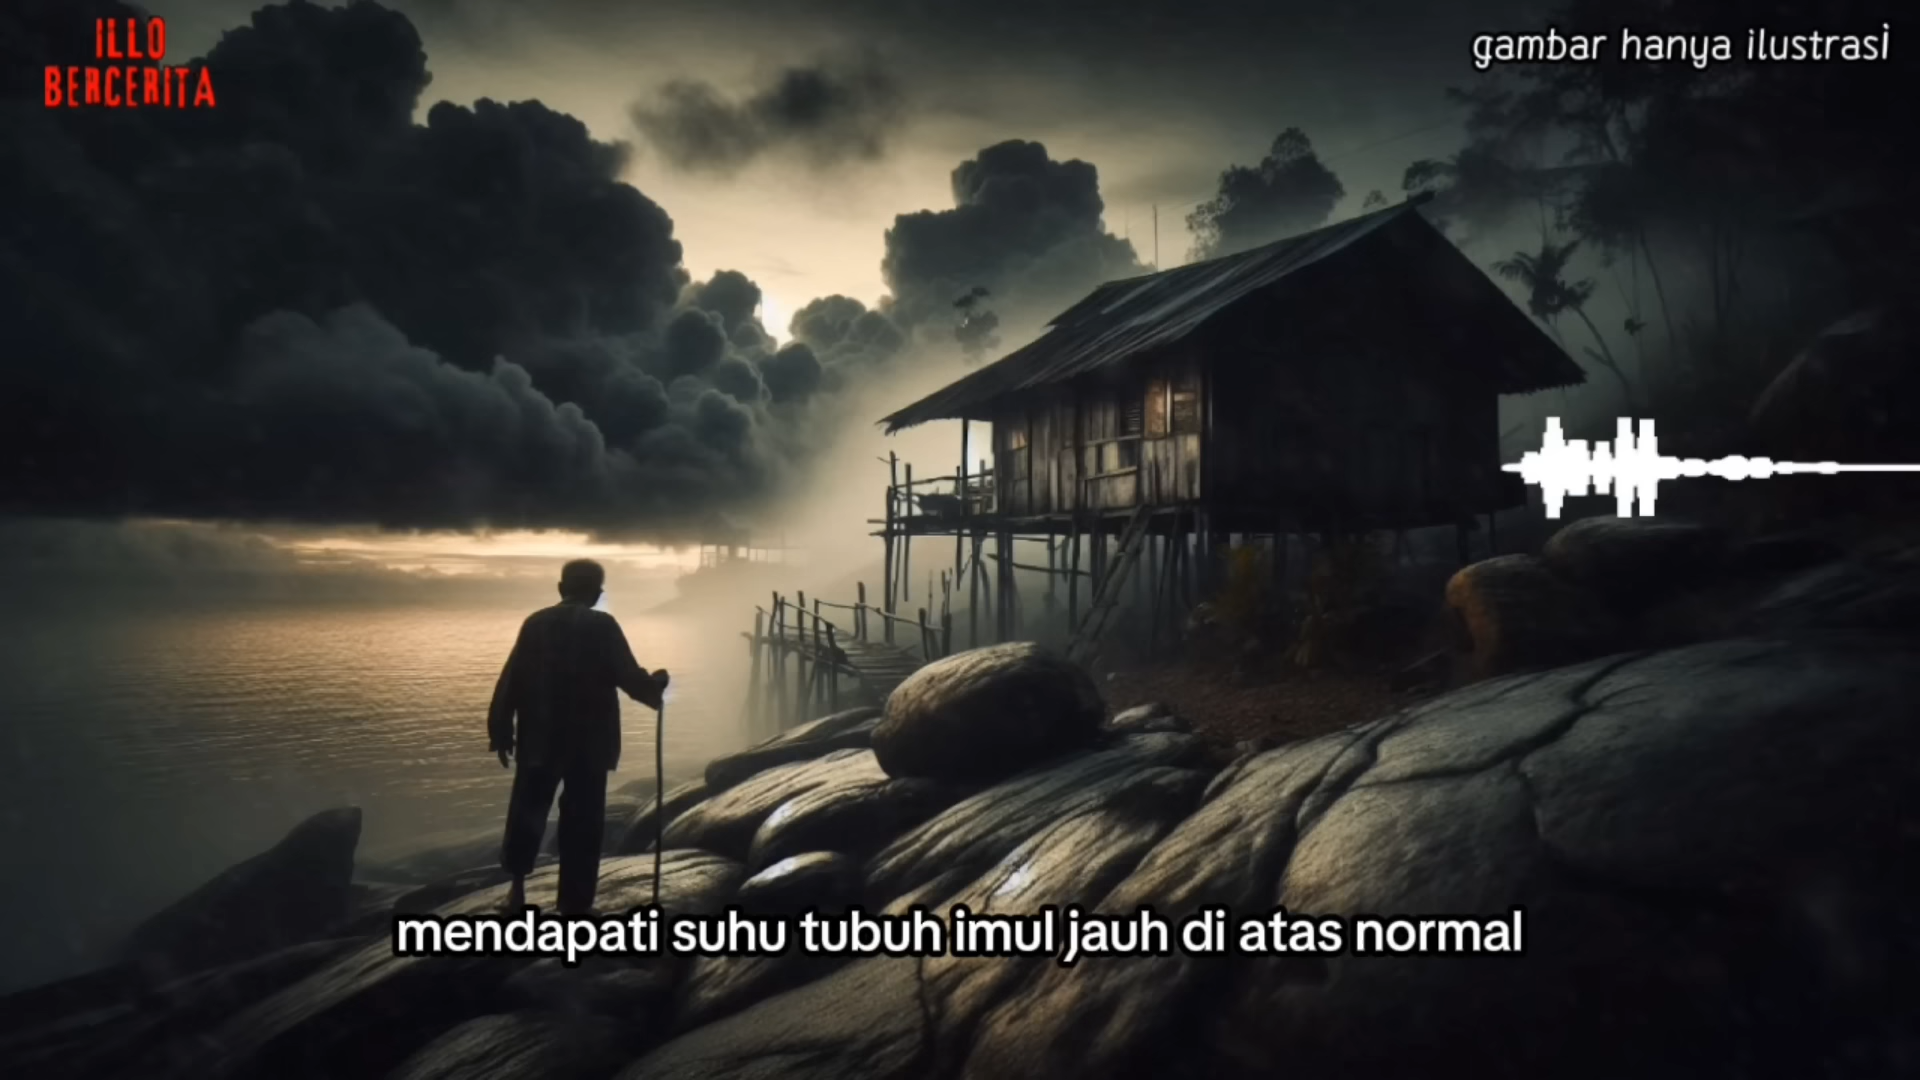 ILLO
BERCERITA
gambar hanya ilustrasi
mendapati suhu tubuh imul jauh di atas normal